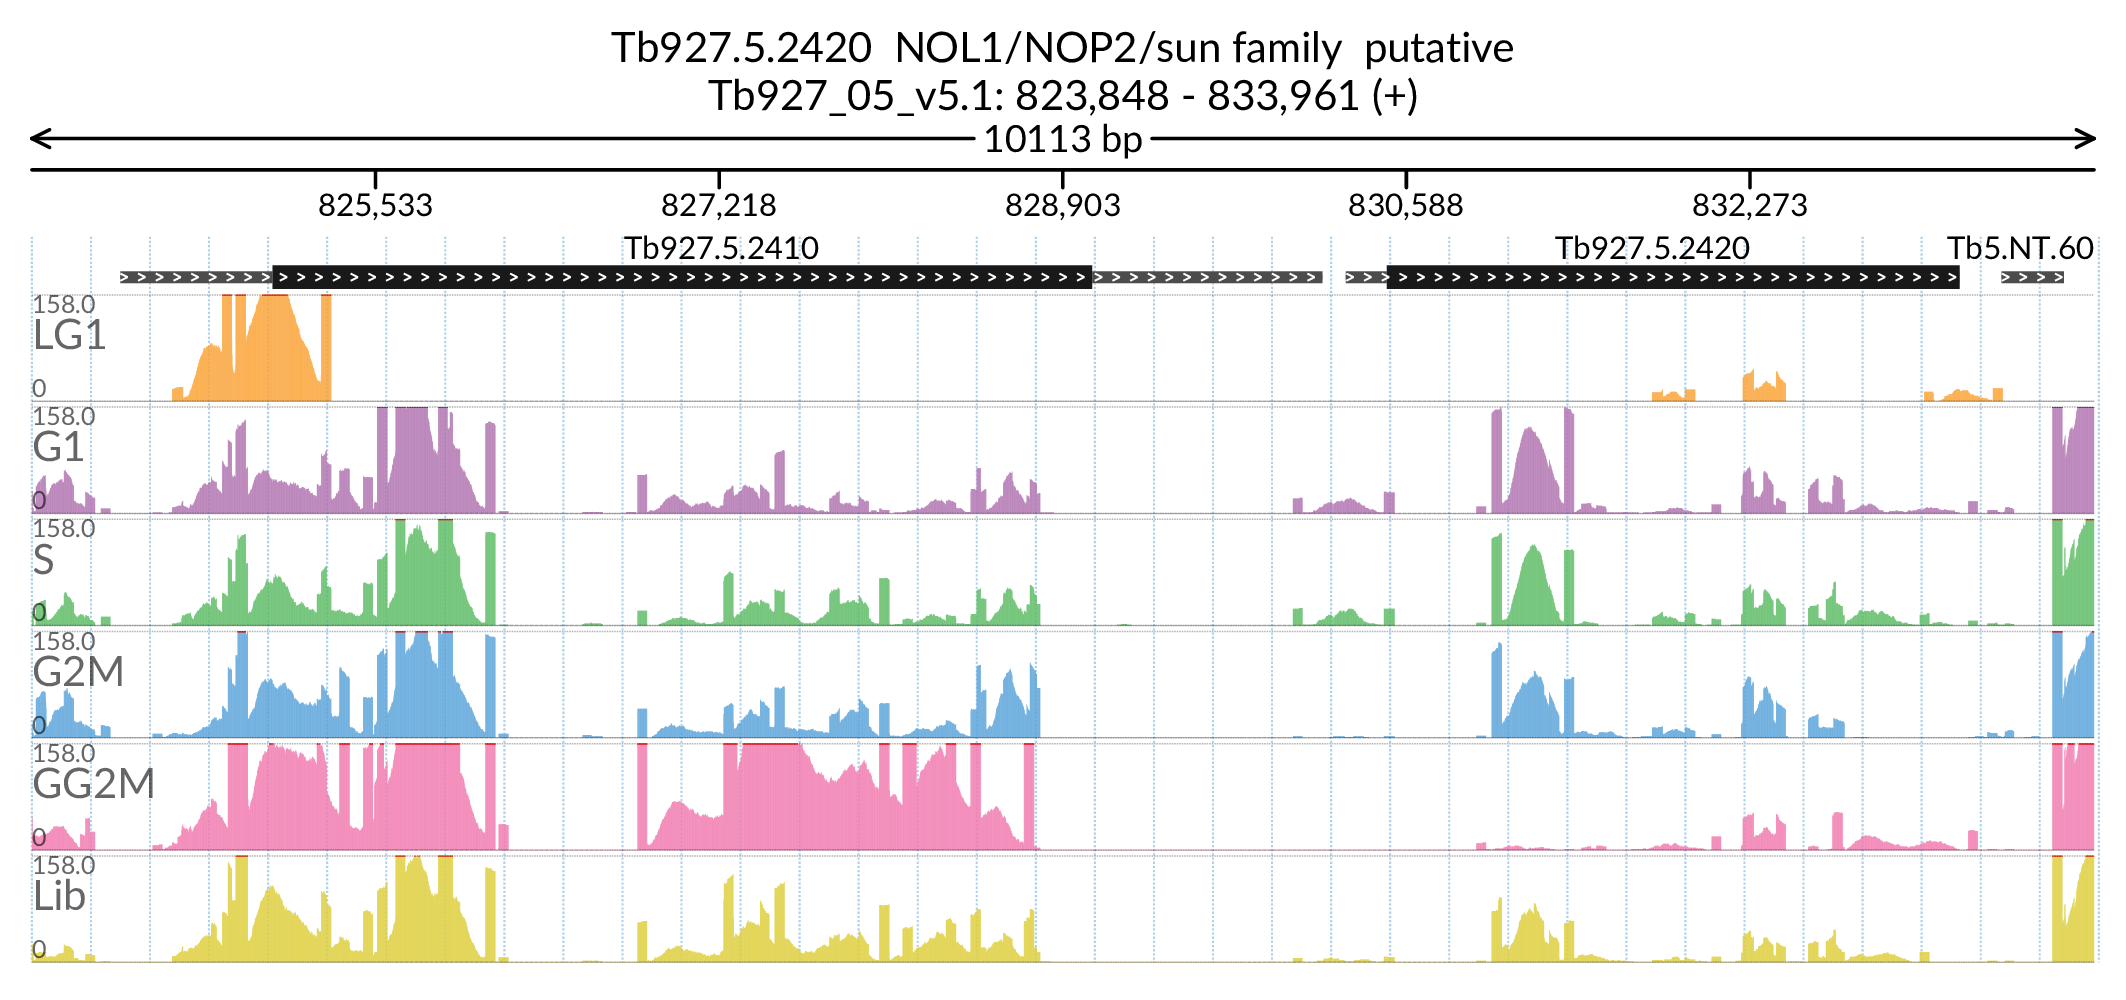 Tb927.5.2420  NOL1/NOP2/sun family  putative
Tb927_05_v5.1: 823,848 - 833,961 (+)
10113 bp
825,533 827,218 828,903 830,588 832,273
Tb927.5.2410 Tb927.5.2420 Tb5.NT.60
158.0
LG1
0
158.0
G1
0
158.0
S
0
158.0
G2M
0
158.0
GG2M
0
158.0
Lib
0